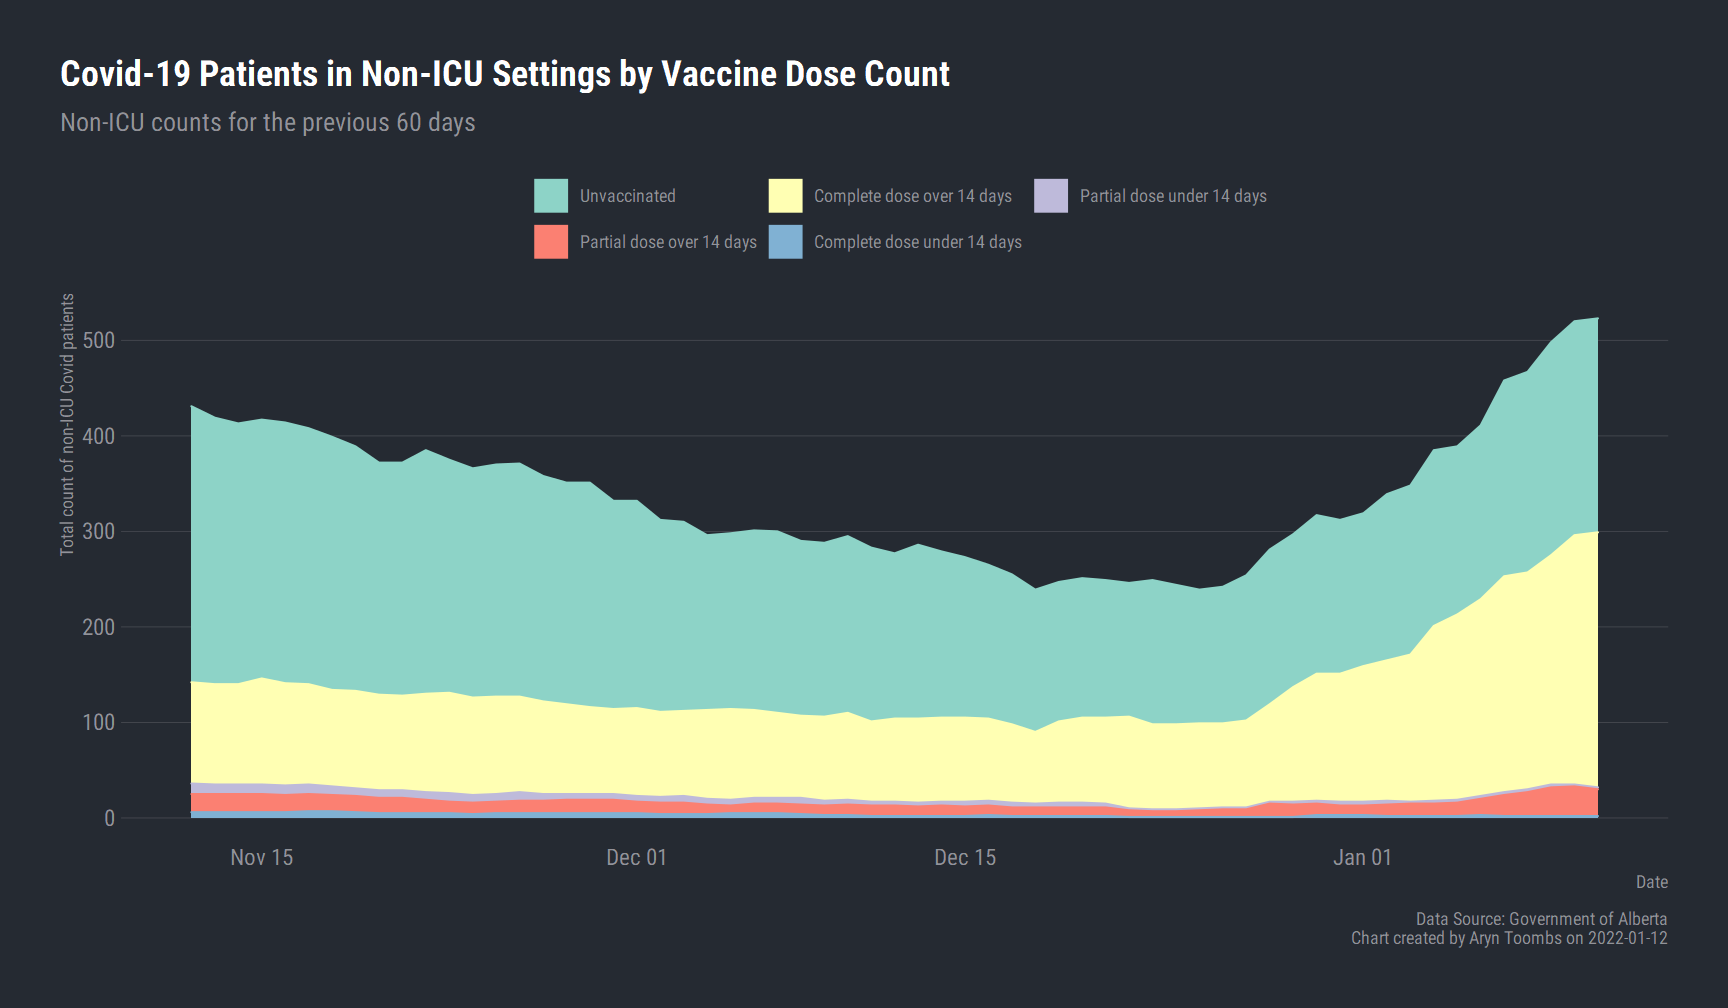 Covid-19 Patients in Non-ICU Settings by Vaccine Dose Count
Non-ICU counts for the previous 60 days
Unvaccinated
Complete dose over 14 days
Partial dose under 14 days
Partial dose over 14 days
Complete dose under 14 days
Total count of non-ICU Covid patients
500
400
300
200
100
0
Nov 15
Dec 01
Dec 15
Jan 01
Date
Data Source: Government of Alberta
Chart created by Aryn Toombs on 2022-01-12